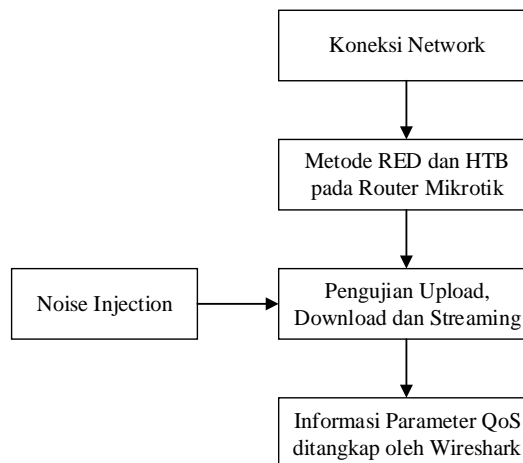 Koneksi Network
Metode RED dan HTB
pada Router Mikrotik
Noise Injection
Pengujian Upload,
Download dan Streaming
Informasi Parameter QoS
ditangkap oleh Wireshark